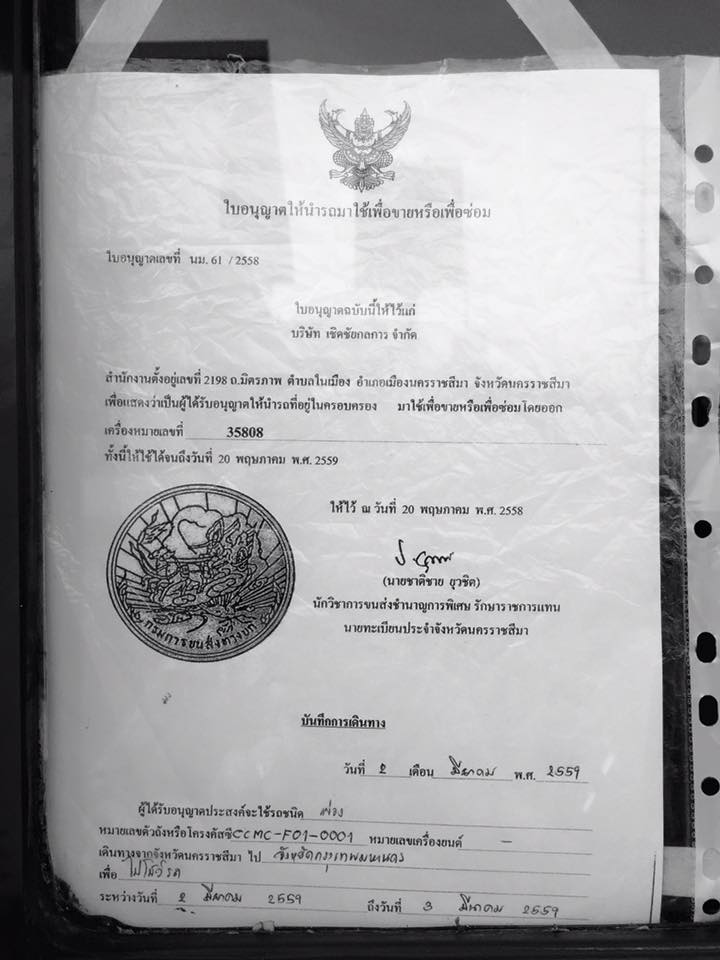 ใบอนุญาตให้นำรถมาใช้เพื่อขายหรือเพื่อซ่อม
ใบอนุญาตเลขที่ นม. 61 / 2558
ใบอนุญาตฉบับนี้ให้ไว้แก่
บริษัท เชิดชัยกลการ จำกัด
สำนักงานตั้งอยู่เลขที่ 2198 ถ.มิตรภาพ ตำบลในเมือง อำเภอเมืองนครราชสีมา จังหวัดนครราชสีมา
เพื่อแสดงว่าเป็นผู้ได้รับอนุญาตให้นำรถที่อยู่ในครอบครอง มาใช้เพื่อขายหรือเพื่อซ่อมโดยออก
เครื่องหมายเลขที่ 35808
ทั้งนี้ให้ใช้ได้จนถึงวันที่ 20 พฤษภาคม พ.ศ. 2559
ให้ไว้ ณ วันที่ 20 พฤษภาคม พ.ศ. 2558
(นายชาติชาย ยุวชิต)
นักวิชาการขนส่งชำนาญการพิเศษ รักษาราชการแทน
นายทะเบียนประจำจังหวัดนครราชสีมา
กรมการขนส่งทางบก
บันทึกการเดินทาง
วันที่ 2 เดือน มีนาคม พ.ศ. 2559
ผู้ได้รับอนุญาตประสงค์จะใช้รถชนิด
หมายเลขตัวถังหรือโครงคัสซี CCMC-F01-0001 หมายเลขเครื่องยนต์ –
เดินทางจากจังหวัดนครราชสีมา ไป จังหวัดกรุงเทพมหานคร
เพื่อ
ระหว่างวันที่ 2 มีนาคม 2559 ถึงวันที่ 3 มีนาคม 2559